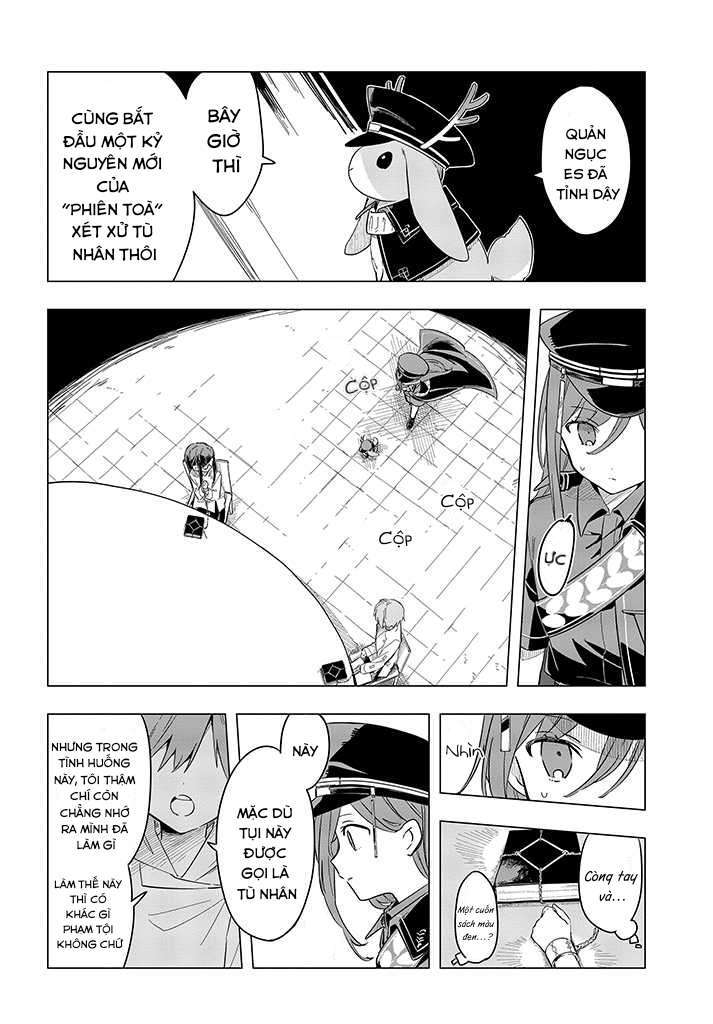 QUẢN
NGỤC
ES ĐÃ
TỈNH DẬY
BÂY
GIỜ
THÌ
CÙNG BẮT
ĐẦU MỘT KỶ
NGUYÊN MỚI
CỦA
"PHIÊN TOÀ"
XÉT XỬ TÙ
NHÂN THÔI
ỰC
CỘP
CỘP
CỘP
Nhìn
Còng tay
và...
Một cuốn
sách màu
đen...?
NÀY
MẶC DÙ
TỤI NÀY
ĐƯỢC
GỌI LÀ
TÙ NHÂN
NHƯNG TRONG
TÌNH HUỐNG
NÀY, TÔI THẬM
CHÍ CÒN
CHẲNG NHỚ
RA MÌNH ĐÃ
LÀM GÌ
LÀM THẾ NÀY
THÌ CÓ
KHÁC GÌ
PHẠM TỘI
KHÔNG CHỨ